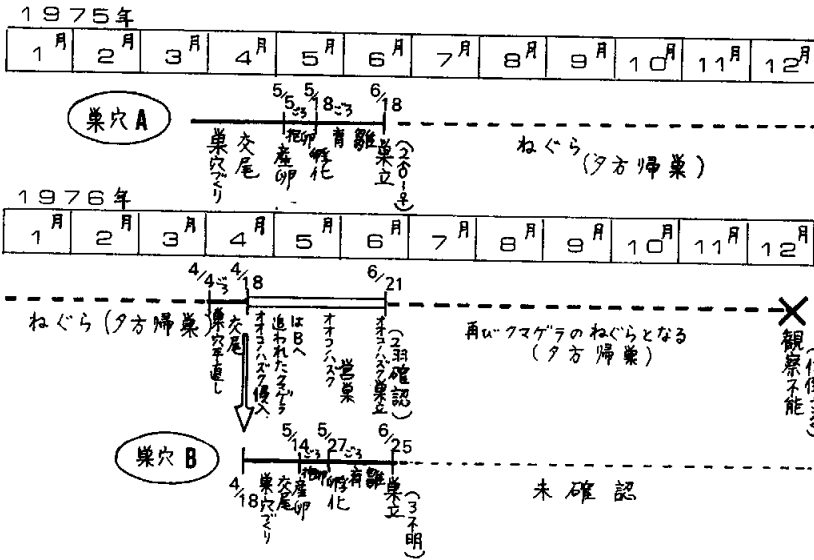 1975年
1月 2月 3月 4月 5月 6月 7月 8月 9月 10月 11月 12月
巣穴A
5/5ごろ 5/18ごろ 6/18
巣穴づくり
交尾
産卵
抱卵
孵化
育雛
巣立
ねぐら
(夕方帰巣)
1976年
1月 2月 3月 4月 5月 6月 7月 8月 9月 10月 11月 12月
4/4ごろ 4/18 6/21
ねぐら(夕方帰巣)
巣穴手直し
交尾
オオコノハズク侵入
追われたクマゲラ
はBへ
オオコノハズク
営巣
オオコノハズク巣立
(2羽確認)
再びクマゲラのねぐらとなる
(夕方帰巣)
観察不能
巣穴B
5/14ごろ 5/27ごろ 6/25
4/18
巣穴づくり
交尾
産卵
抱卵
孵化
育雛
巣立
未確認